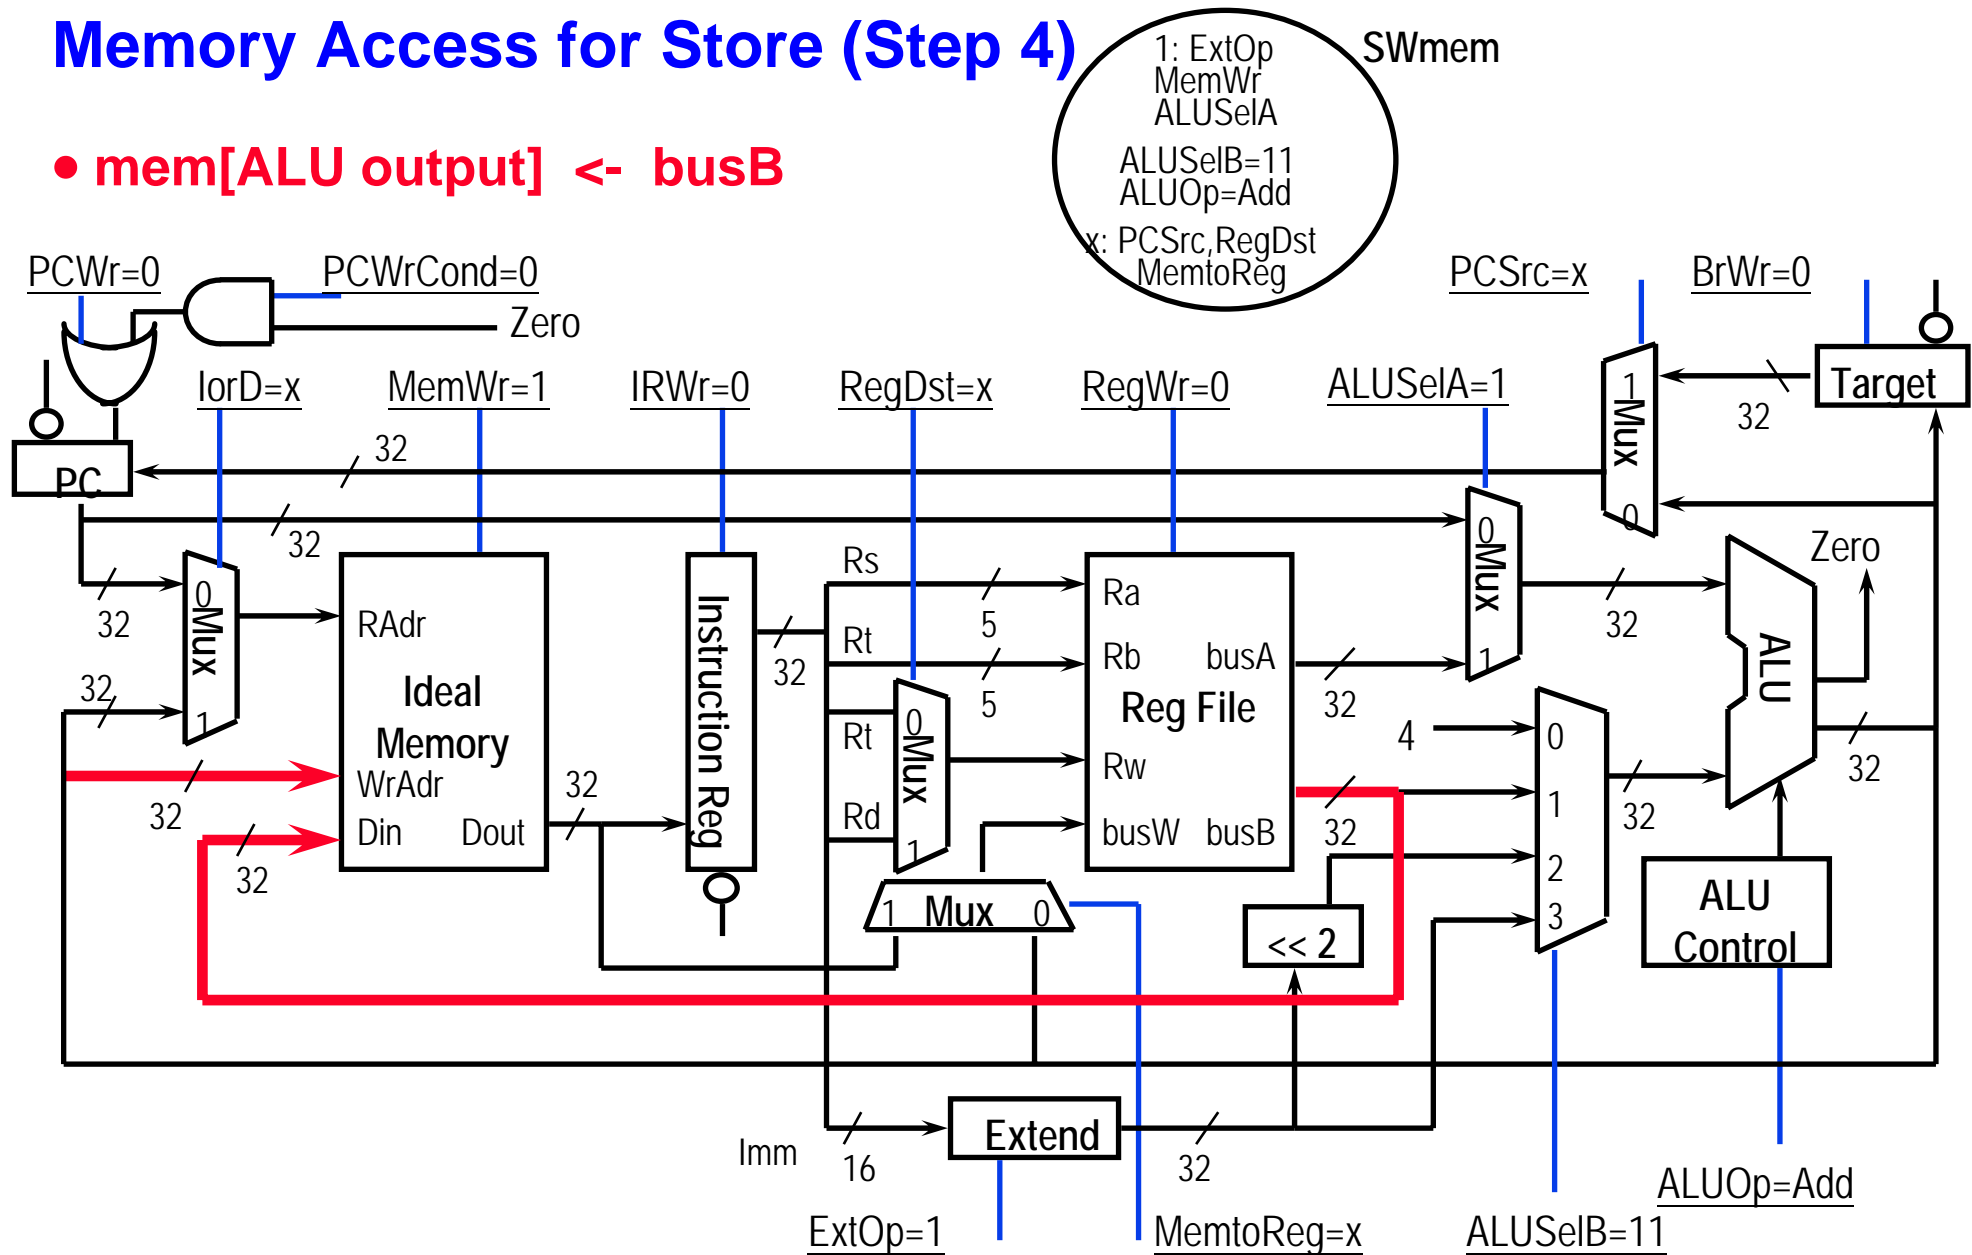 Memory Access for Store (Step 4)
SWmem
1: ExtOp
MemWr
ALUSelA
ALUSelB=11
ALUOp=Add
x: PCSrc,RegDst
MemtoReg
• mem[ALU output] <- busB
PCWr=0
PCWrCond=0
Zero
PCSrc=x
BrWr=0
IorD=x
MemWr=1
IRWr=0
RegDst=x
RegWr=0
ALUSelA=1
1
Mux
0
32
Target
PC
32
32
32
0
Mux
1
32
RAdr
Ideal
Memory
WrAdr
Din
Dout
32
32
32
Instruction Reg
32
Rs
5
Rt
5
Rt
Rd
0
Mux
1
Ra
Rb
busA
Reg File
Rw
busW
busB
32
32
0
Mux
1
32
4
0
1
2
3
32
ALU
Zero
32
ALU
Control
1
Mux
0
<< 2
Imm
16
Extend
32
ExtOp=1
MemtoReg=x
ALUSelB=11
ALUOp=Add